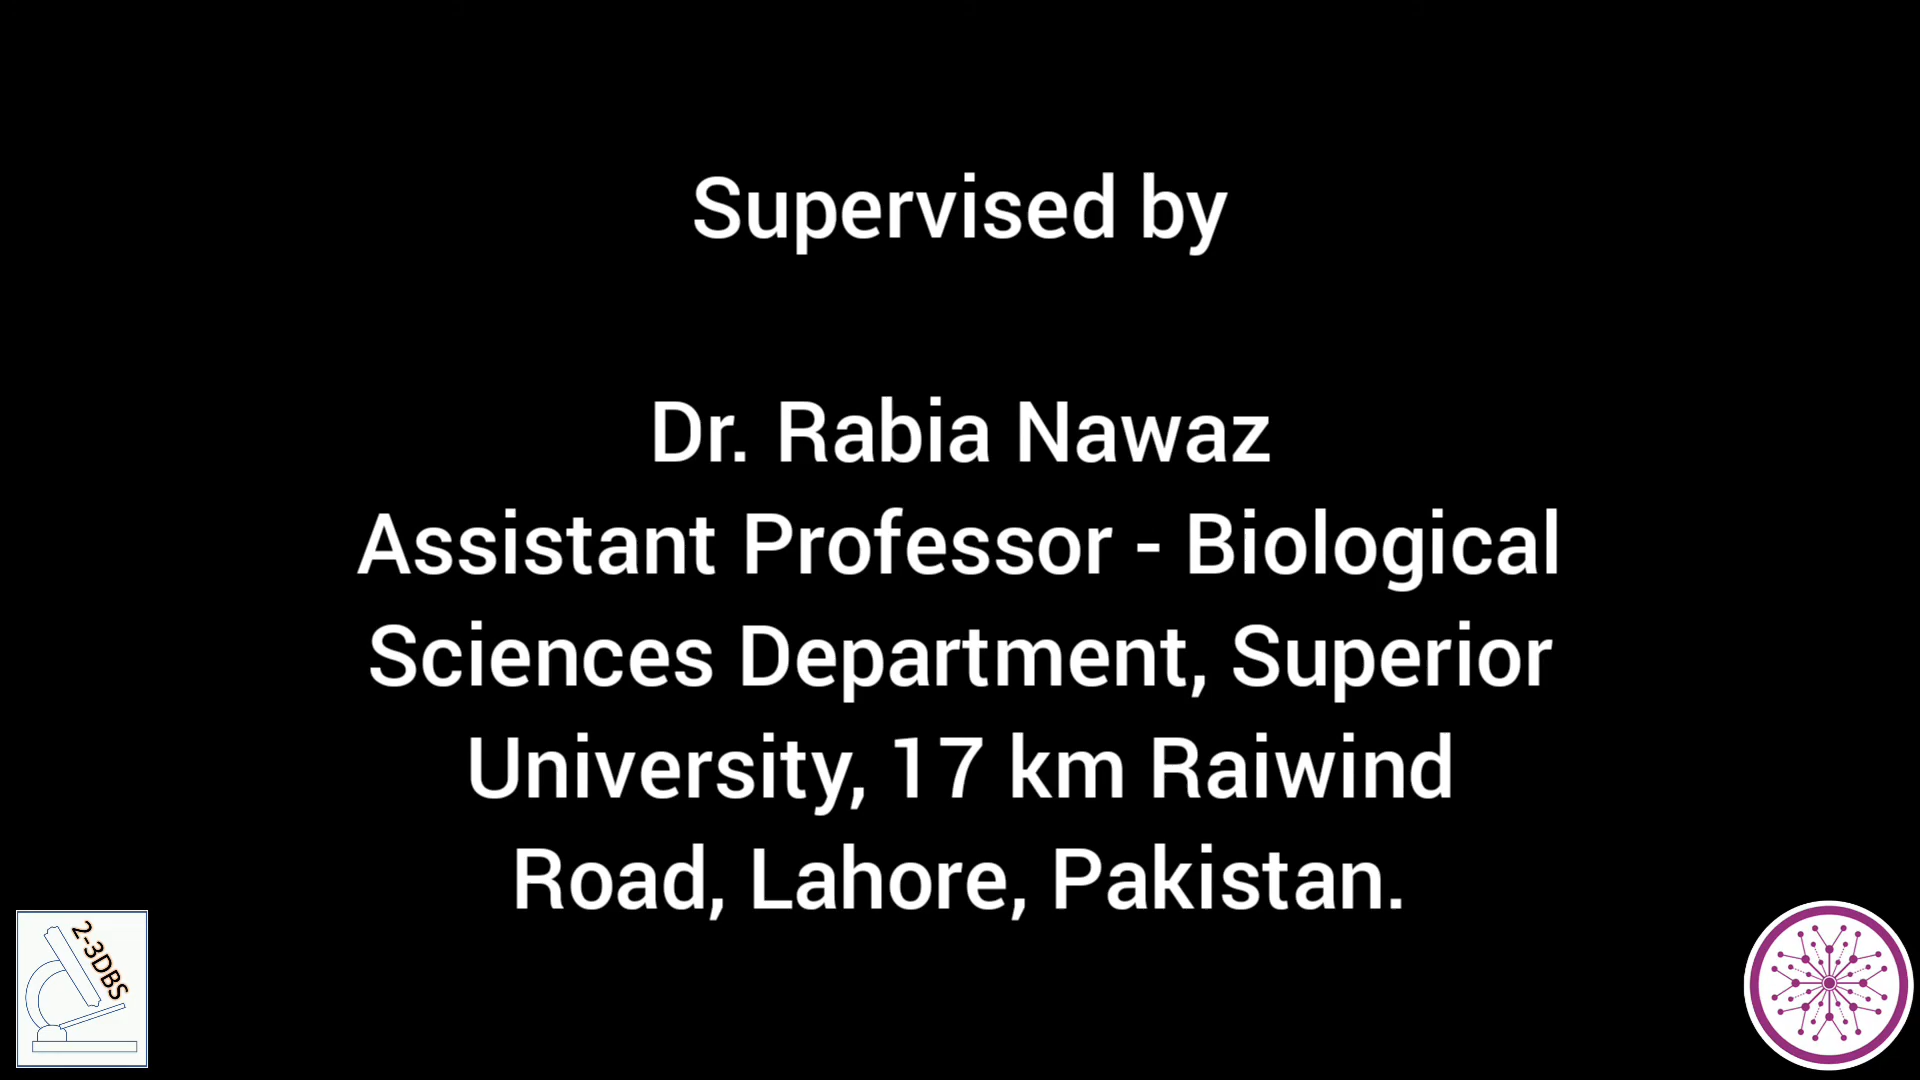 Supervised by
Dr. Rabia Nawaz
Assistant Professor - Biological
Sciences Department, Superior
University, 17 km Raiwind
Road, Lahore, Pakistan.
2-3DBS